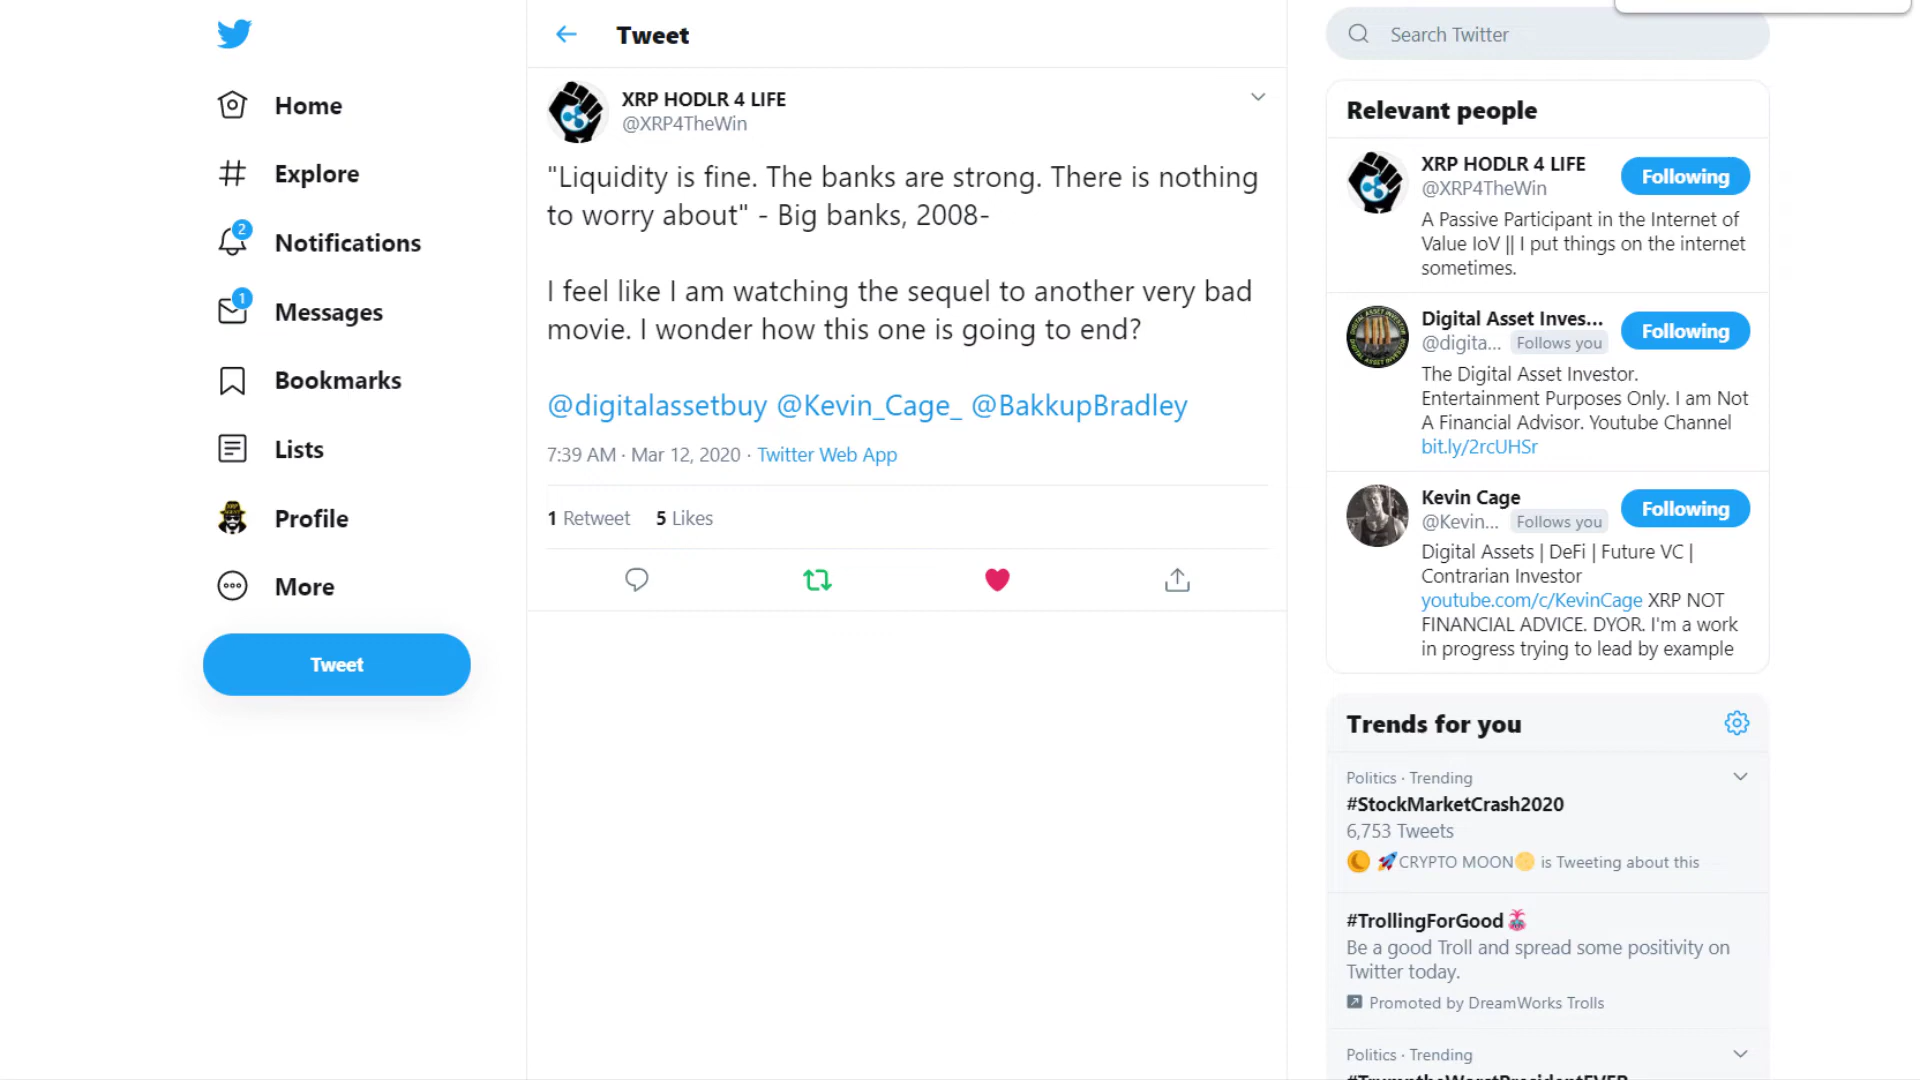 Home
Explore
2
Notifications
1
Messages
Bookmarks
Lists
Profile
More
Tweet
Tweet
XRP HODLR 4 LIFE
@XRP4TheWin
"Liquidity is fine. The banks are strong. There is nothing
to worry about" - Big banks, 2008-
I feel like I am watching the sequel to another very bad
movie. I wonder how this one is going to end?
@digitalassetbuy @Kevin_Cage_ @BakkupBradley
7:39 AM · Mar 12, 2020 · Twitter Web App
1 Retweet 5 Likes
Search Twitter
Relevant people
XRP HODLR 4 LIFE
@XRP4TheWin
Following
A Passive Participant in the Internet of
Value IoV || I put things on the internet
sometimes.
Digital Asset Inves...
@digita... Follows you
Following
The Digital Asset Investor.
Entertainment Purposes Only. I am Not
A Financial Advisor. Youtube Channel
bit.ly/2rcUHSr
Kevin Cage
@Kevin... Follows you
Following
Digital Assets | DeFi | Future VC |
Contrarian Investor
youtube.com/c/KevinCage XRP NOT
FINANCIAL ADVICE. DYOR. I'm a work
in progress trying to lead by example
Trends for you
Politics · Trending
#StockMarketCrash2020
6,753 Tweets
🌙 🚀CRYPTO MOON🌕 is Tweeting about this
#TrollingForGood
Be a good Troll and spread some positivity on
Twitter today.
Promoted by DreamWorks Trolls
Politics · Trending
#TrumptheWorstPresidentEVER